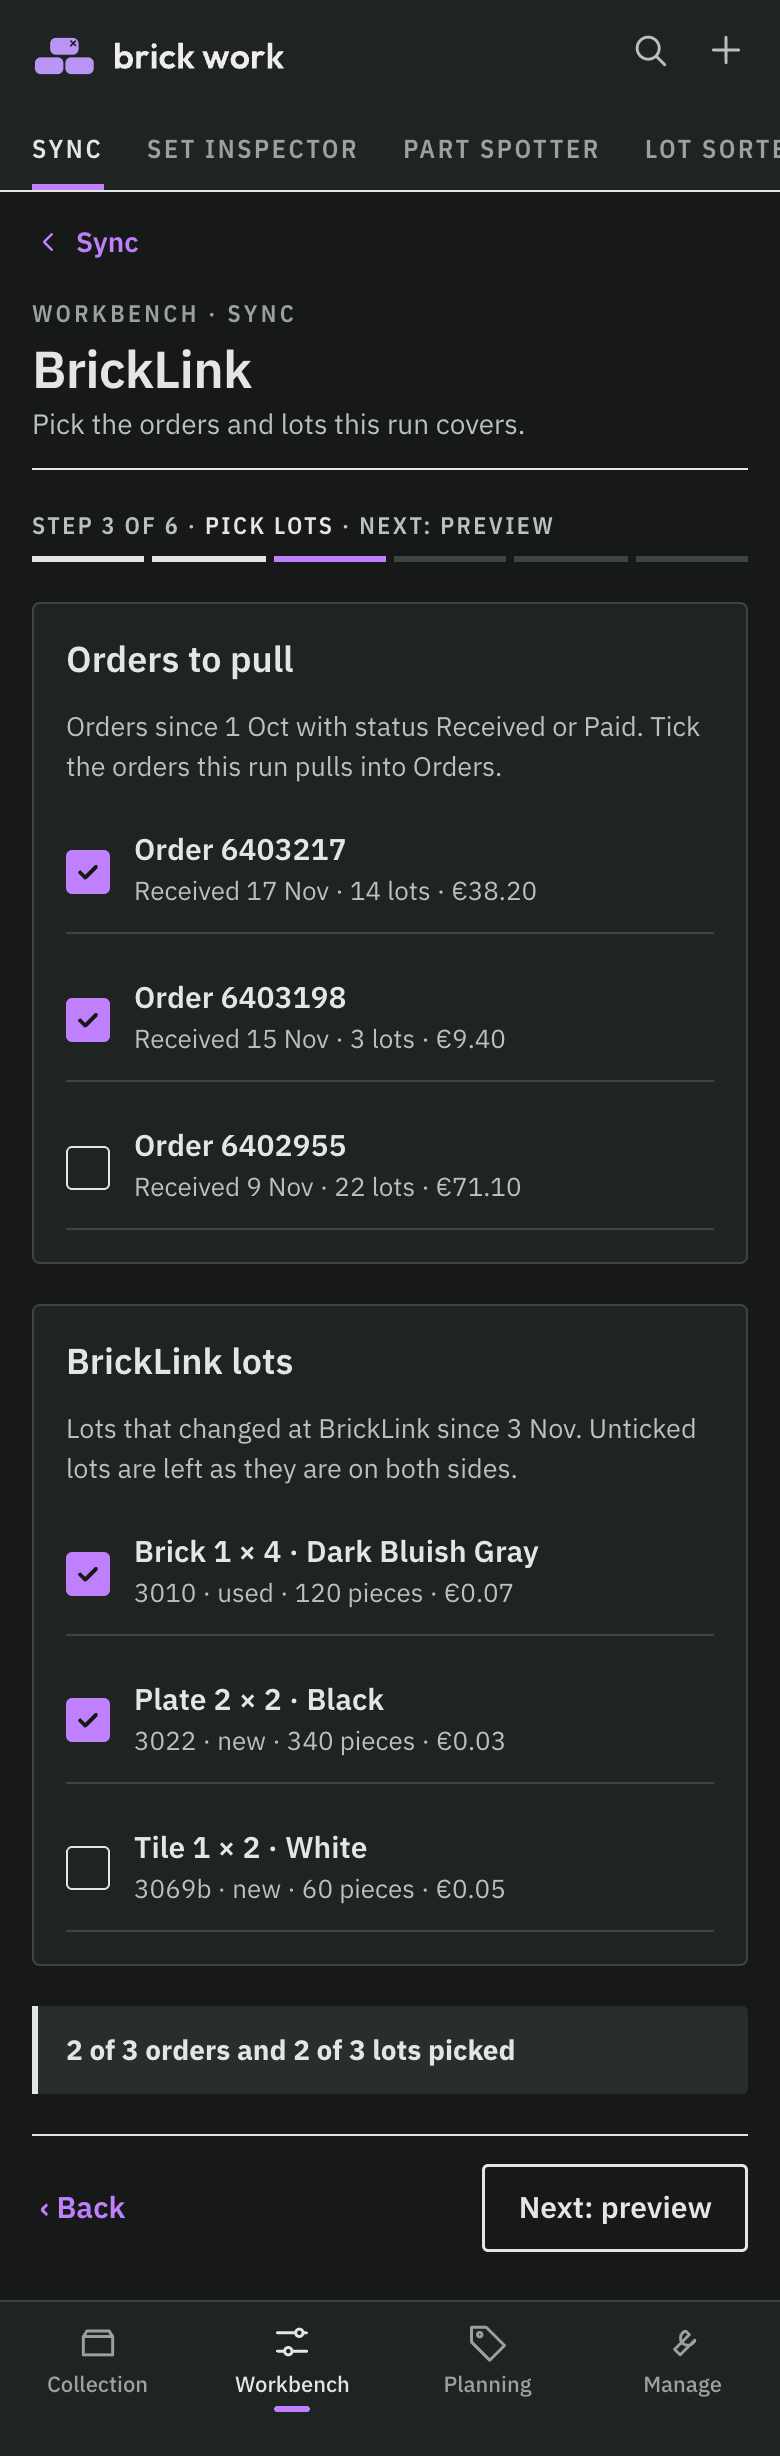 brick work
SYNC SET INSPECTOR PART SPOTTER LOT SORTE
Sync
WORKBENCH · SYNC
BrickLink
Pick the orders and lots this run covers.
STEP 3 OF 6 · PICK LOTS · NEXT: PREVIEW
Orders to pull
Orders since 1 Oct with status Received or Paid. Tick
the orders this run pulls into Orders.
Order 6403217
Received 17 Nov · 14 lots · €38.20
Order 6403198
Received 15 Nov · 3 lots · €9.40
Order 6402955
Received 9 Nov · 22 lots · €71.10
BrickLink lots
Lots that changed at BrickLink since 3 Nov. Unticked
lots are left as they are on both sides.
Brick 1 × 4 · Dark Bluish Gray
3010 · used · 120 pieces · €0.07
Plate 2 × 2 · Black
3022 · new · 340 pieces · €0.03
Tile 1 × 2 · White
3069b · new · 60 pieces · €0.05
2 of 3 orders and 2 of 3 lots picked
‹ Back
Next: preview
Collection Workbench Planning Manage